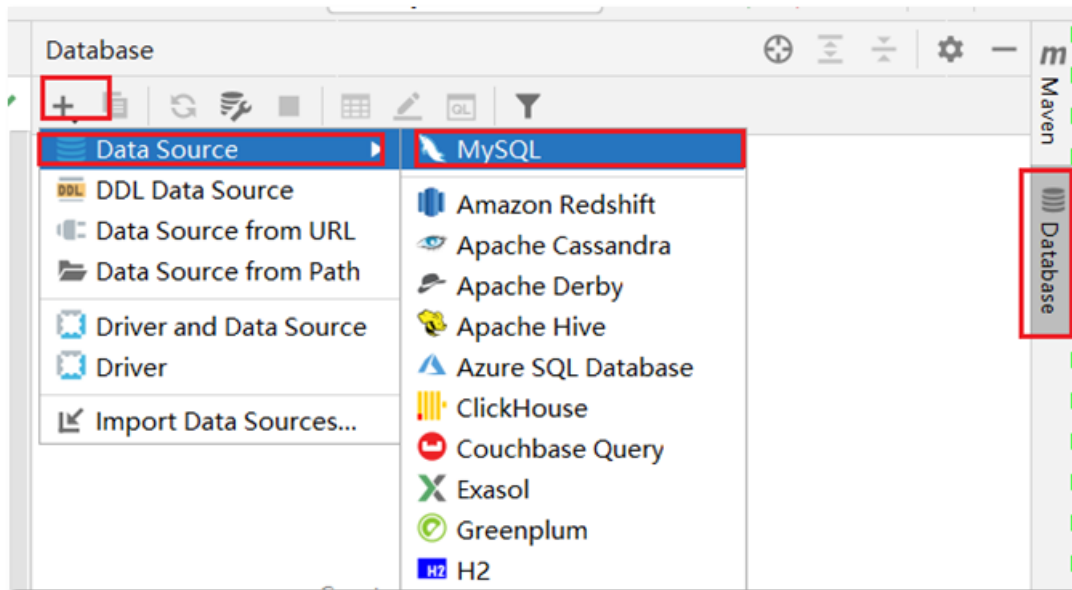 Database
m
Maven
Database
QL
Data Source
DDL DDL Data Source
Data Source from URL
Data Source from Path
Driver and Data Source
Driver
Import Data Sources...
MySQL
Amazon Redshift
Apache Cassandra
Apache Derby
Apache Hive
Azure SQL Database
ClickHouse
Couchbase Query
Exasol
Greenplum
H2 H2